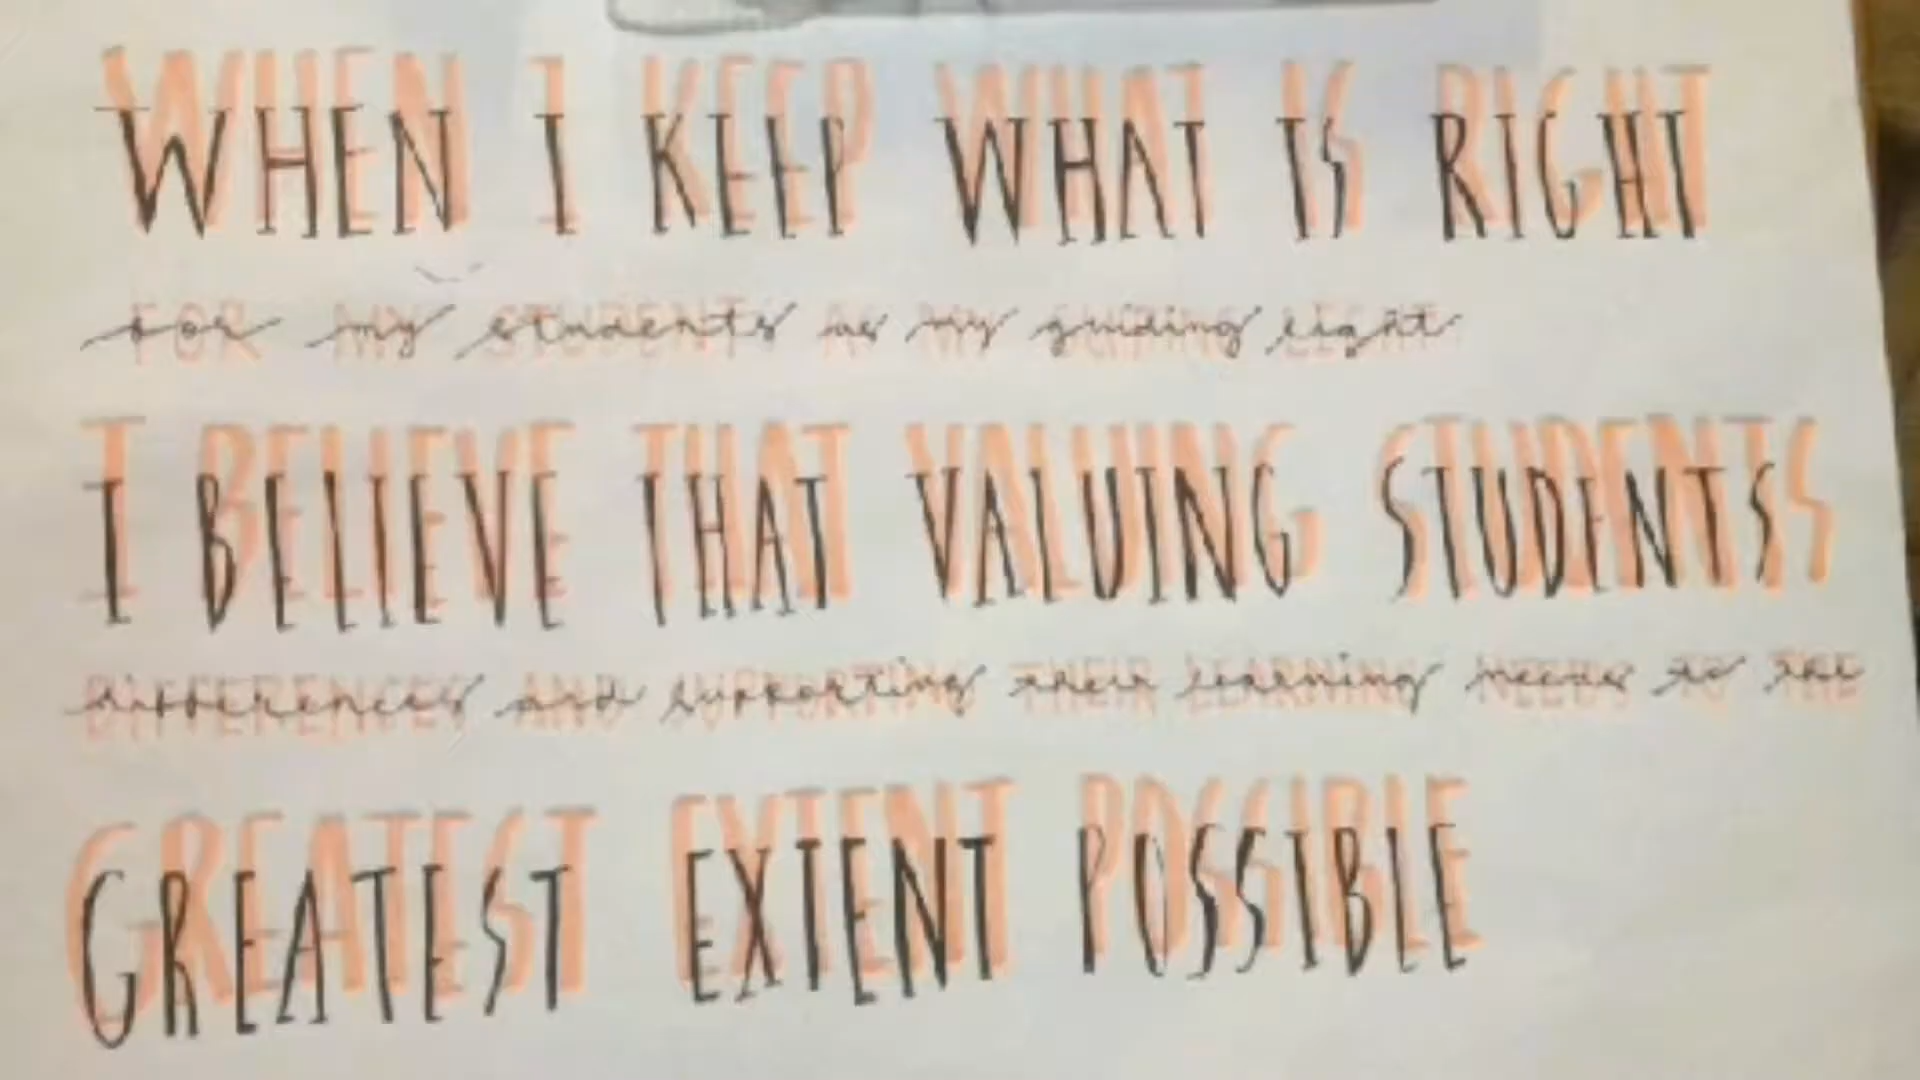 WHEN I KEEP WHAT IS RIGHT
for my students as my guiding light
I BELIEVE THAT VALUING STUDENTS
differences and supporting their learning needs to the
GREATEST EXTENT POSSIBLE